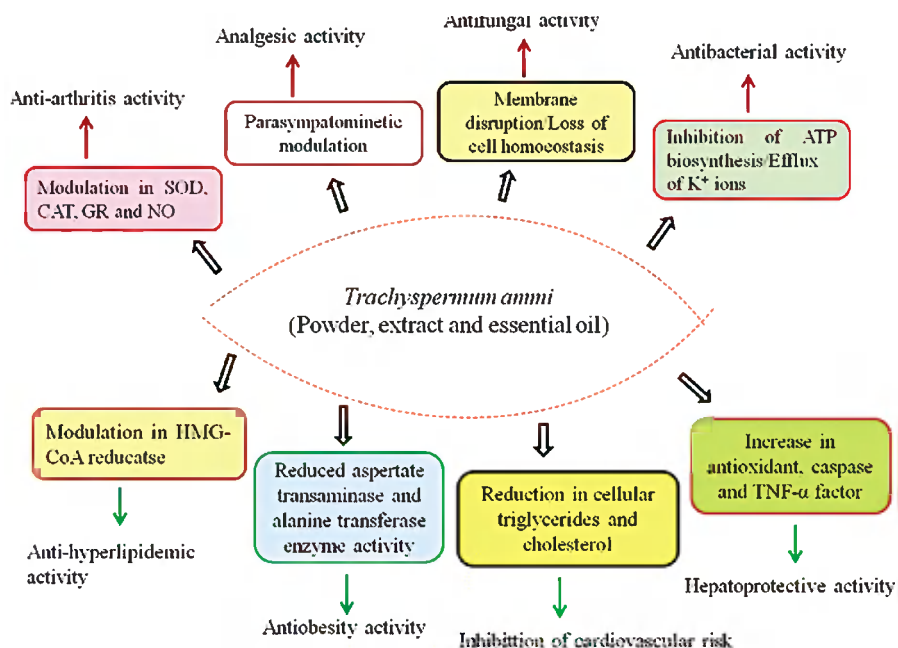 Analgesic activity
Antifungal activity
Antibacterial activity
Anti-arthritis activity
Parasympatominetic
modulation
Membrane
disruption/Loss of
cell homoeostasis
Inhibition of ATP
biosynthesis/Efflux
of K⁺ ions
Modulation in SOD,
CAT, GR and NO
Trachyspermum ammi
(Powder, extract and essential oil)
Modulation in HMG-
CoA reducatse
Reduced aspertate
transaminase and
alanine transferase
enzyme activity
Reduction in cellular
triglycerides and
cholesterol
Increase in
antioxidant, caspase
and TNF-α factor
Anti-hyperlipidemic
activity
Antiobesity activity
Inhibittion of cardiovascular risk
Hepatoprotective activity